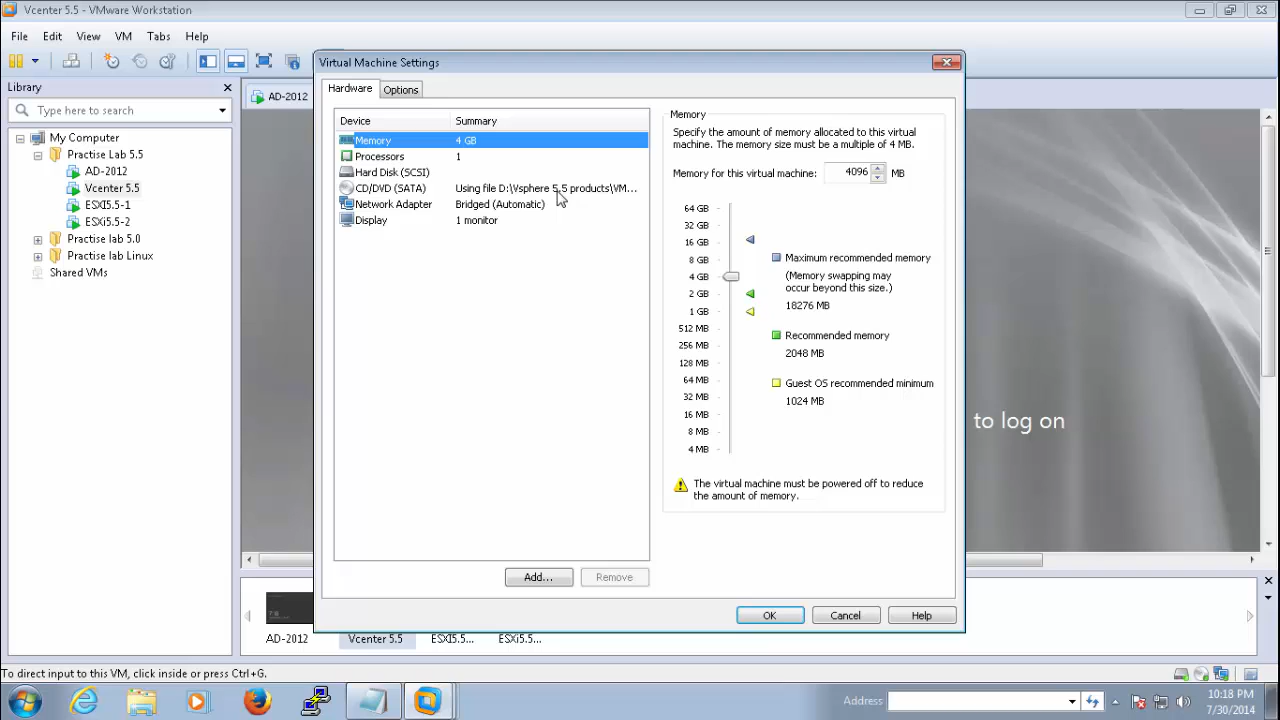 Vcenter 5.5 - VMware Workstation
File Edit View VM Tabs Help
Library
Type here to search
My Computer
Practise Lab 5.5
AD-2012
Vcenter 5.5
ESXI5.5-1
ESXi5.5-2
Practise lab 5.0
Practise lab Linux
Shared VMs
AD-2012
Virtual Machine Settings
Hardware Options
Device Summary
Memory 4 GB
Processors 1
Hard Disk (SCSI)
CD/DVD (SATA) Using file D:\Vsphere 5.5 products\VM...
Network Adapter Bridged (Automatic)
Display 1 monitor
Add... Remove
Memory
Specify the amount of memory allocated to this virtual
machine. The memory size must be a multiple of 4 MB.
Memory for this virtual machine: 4096 MB
64 GB
32 GB
16 GB
8 GB
4 GB
2 GB
1 GB
512 MB
256 MB
128 MB
64 MB
32 MB
16 MB
8 MB
4 MB
Maximum recommended memory
(Memory swapping may
occur beyond this size.)
18276 MB
Recommended memory
2048 MB
Guest OS recommended minimum
1024 MB
The virtual machine must be powered off to reduce
the amount of memory.
OK Cancel Help
to log on
AD-2012 Vcenter 5.5 ESXI5.5... ESXi5.5...
To direct input to this VM, click inside or press Ctrl+G.
Address
10:18 PM
7/30/2014